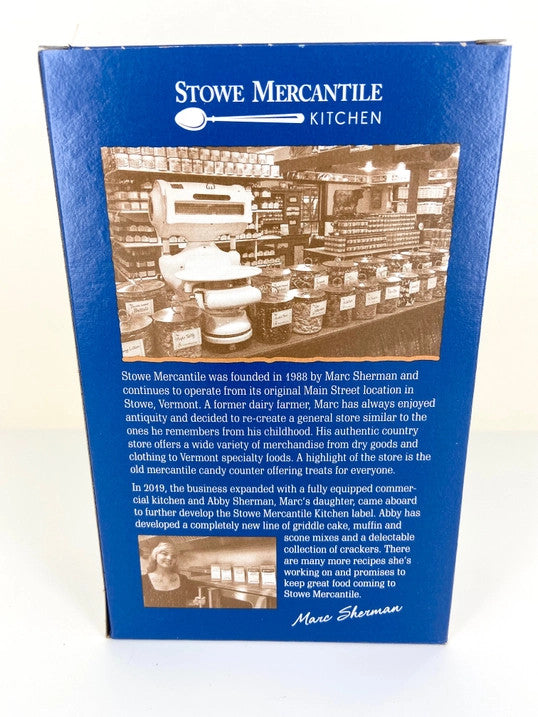 STOWE MERCANTILE
KITCHEN
Stowe Mercantile was founded in 1988 by Marc Sherman and
continues to operate from its original Main Street location in
Stowe, Vermont. A former dairy farmer, Marc has always enjoyed
antiquity and decided to re-create a general store similar to the
ones he remembers from his childhood. His authentic country
store offers a wide variety of merchandise from dry goods and
clothing to Vermont specialty foods. A highlight of the store is the
old mercantile candy counter offering treats for everyone.
In 2019, the business expanded with a fully equipped commer-
cial kitchen and Abby Sherman, Marc's daughter, came aboard
to further develop the Stowe Mercantile Kitchen label. Abby has
developed a completely new line of griddle cake, muffin and
scone mixes and a delectable
collection of crackers. There
are many more recipes she's
working on and promises to
keep great food coming to
Stowe Mercantile.
Marc Sherman